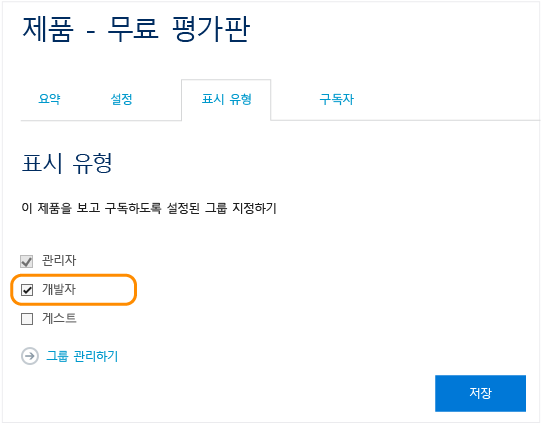 제품 - 무료 평가판
요약 설정 표시 유형 구독자
표시 유형
이 제품을 보고 구독하도록 설정된 그룹 지정하기
관리자
개발자
게스트
그룹 관리하기
저장